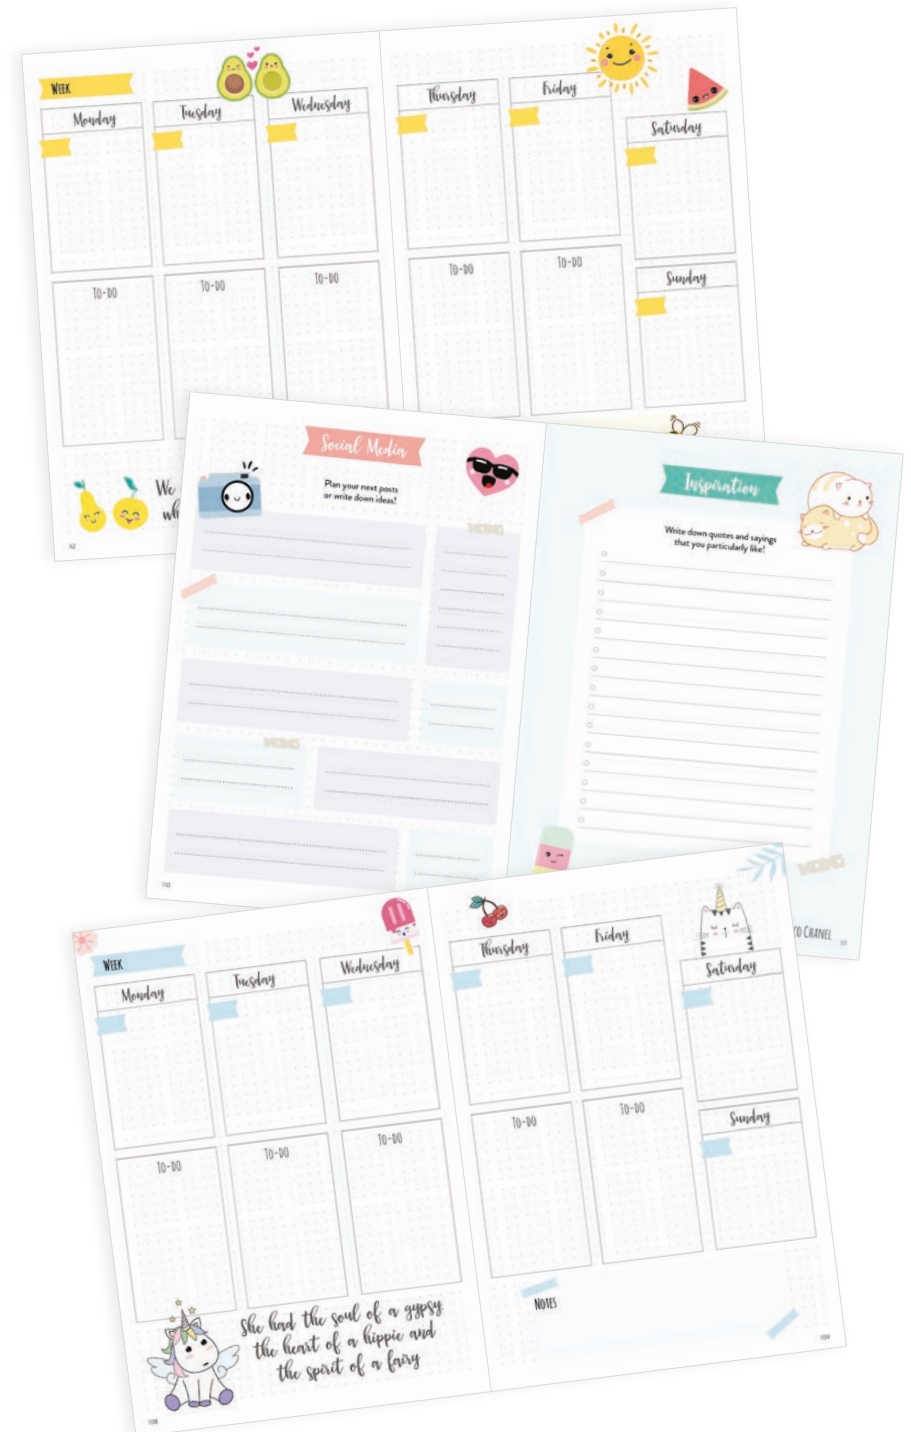 WEEK
Monday
Tuesday
Wednesday
Thursday
Friday
Saturday
TO-DO
TO-DO
TO-DO
TO-DO
TO-DO
Sunday
We
Social Media
Plan your next posts
or write down ideas!
110
Inspiration
Write down quotes and sayings
that you particularly like!
CO CHANEL
111
WEEK
Monday
Tuesday
Wednesday
Thursday
Friday
Saturday
TO-DO
TO-DO
TO-DO
TO-DO
TO-DO
Sunday
She had the soul of a gypsy
the heart of a hippie and
the spirit of a fairy
NOTES
108
109